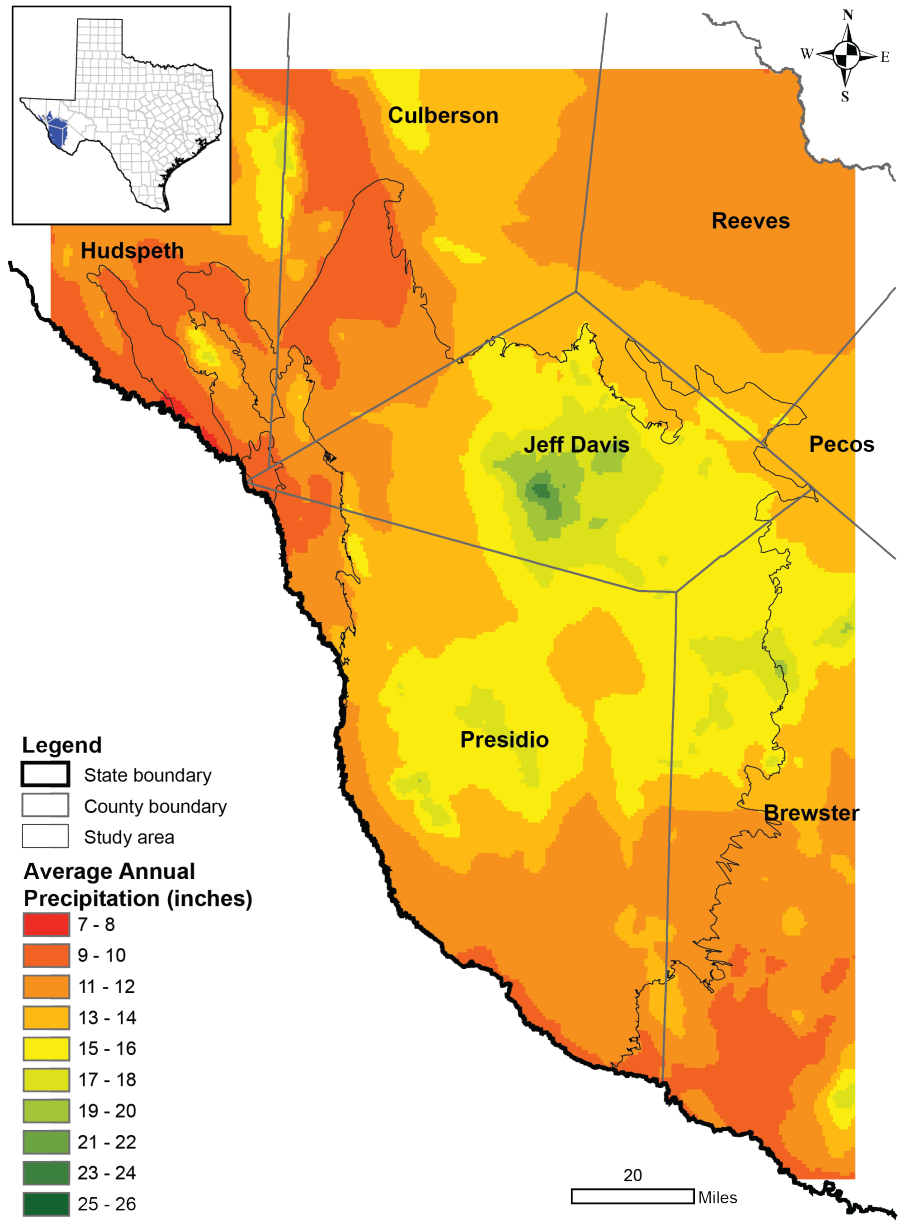 N
W
E
S
Culberson
Reeves
Hudspeth
Jeff Davis
Pecos
Presidio
Brewster
Legend
State boundary
County boundary
Study area
Average Annual
Precipitation (inches)
7 - 8
9 - 10
11 - 12
13 - 14
15 - 16
17 - 18
19 - 20
21 - 22
23 - 24
25 - 26
20
Miles